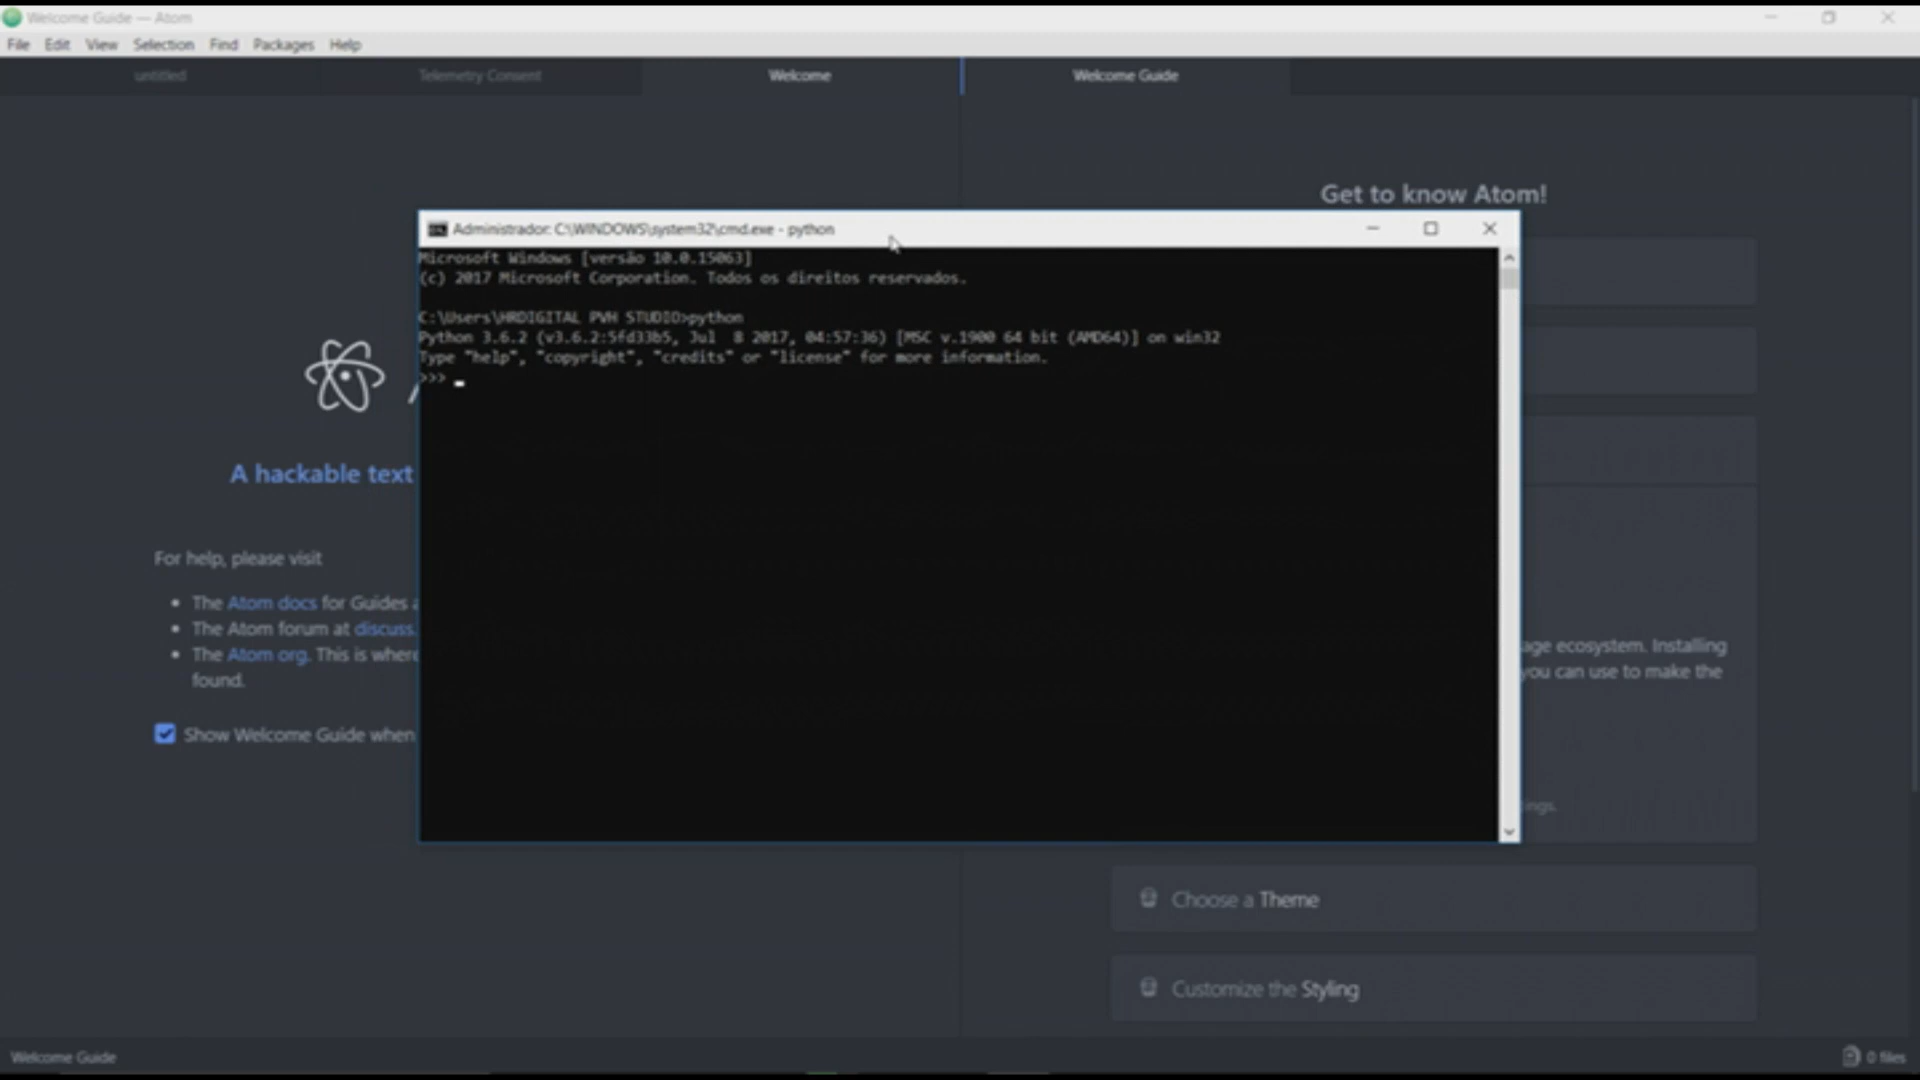 Welcome Guide — Atom
File Edit View Selection Find Packages Help
untitled Telemetry Consent Welcome Welcome Guide
Get to know Atom!
Administrador: C:\WINDOWS\system32\cmd.exe - python
Microsoft Windows [versão 10.0.15063]
(c) 2017 Microsoft Corporation. Todos os direitos reservados.
C:\Users\HRDIGITAL PVH STUDIO>python
Python 3.6.2 (v3.6.2:5fd33b5, Jul  8 2017, 04:57:36) [MSC v.1900 64 bit (AMD64)] on win32
Type "help", "copyright", "credits" or "license" for more information.
>>>
A hackable text
For help, please visit
The Atom docs for Guides a
The Atom forum at discuss.
The Atom org. This is where
found.
Show Welcome Guide when
age ecosystem. Installing
you can use to make the
ings.
Choose a Theme
Customize the Styling
Welcome Guide
0 files